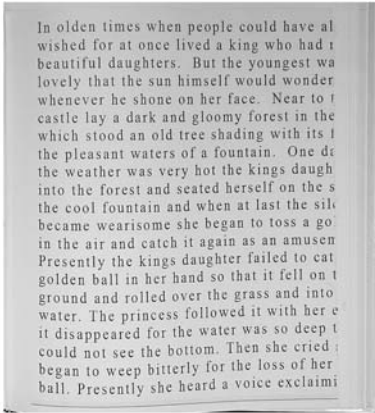 In olden times when people could have al
wished for at once lived a king who had
beautiful daughters. But the youngest wa
lovely that the sun himself would wonder
whenever he shone on her face. Near to
castle lay a dark and gloomy forest in the
which stood an old tree shading with its
the pleasant waters of a fountain. One da
the weather was very hot the kings daugh
into the forest and seated herself on the s
the cool fountain and when at last the sile
became wearisome she began to toss a go
in the air and catch it again as an amusen
Presently the kings daughter failed to cat
golden ball in her hand so that it fell on t
ground and rolled over the grass and into
water. The princess followed it with her e
it disappeared for the water was so deep t
could not see the bottom. Then she cried
began to weep bitterly for the loss of her
ball. Presently she heard a voice exclaimi